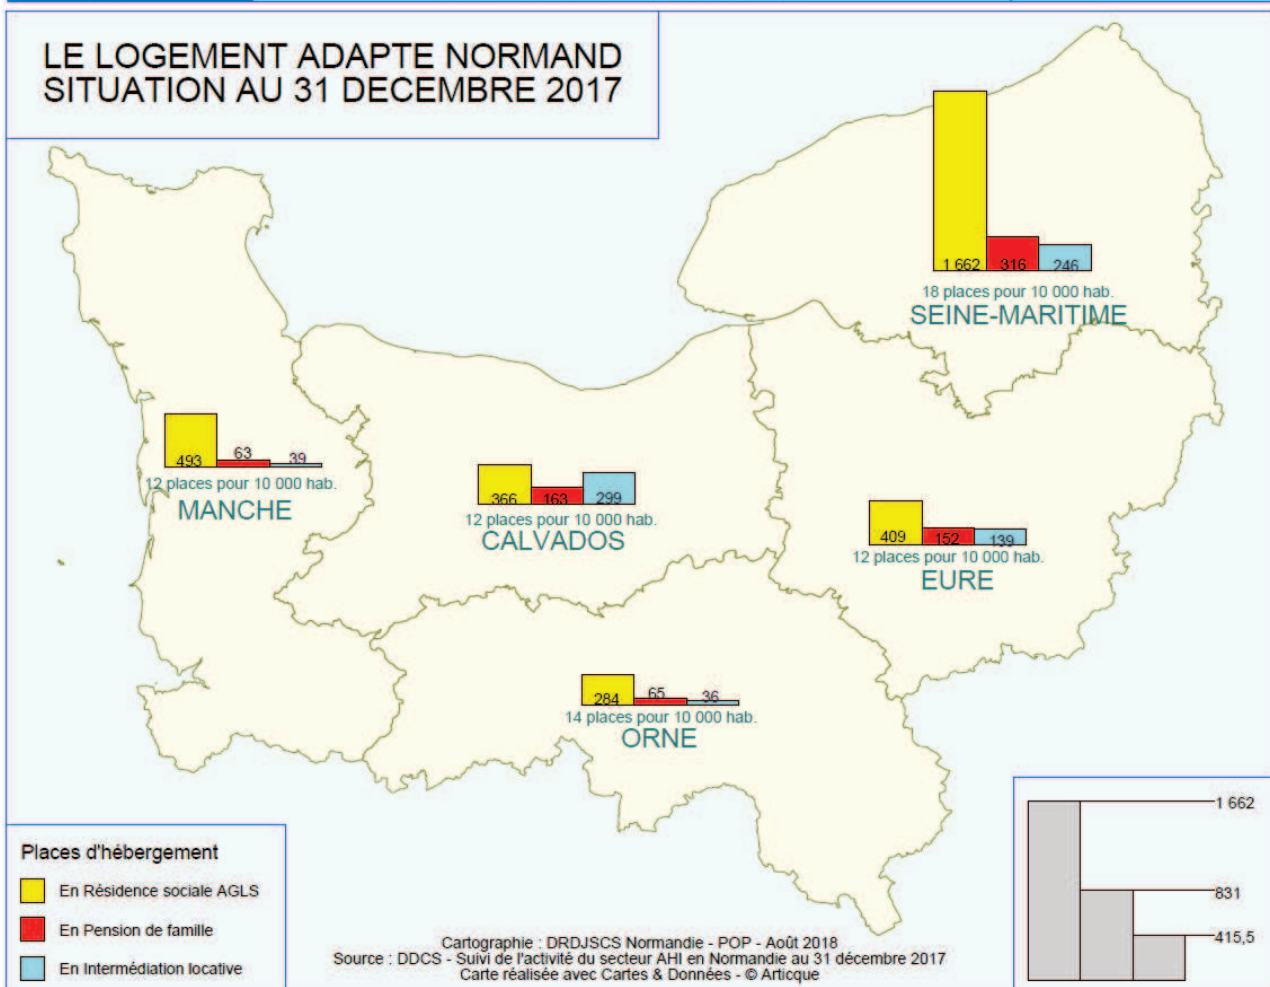 LE LOGEMENT ADAPTE NORMAND
SITUATION AU 31 DECEMBRE 2017
1 662 316 246
18 places pour 10 000 hab.
SEINE-MARITIME
493 63 39
12 places pour 10 000 hab.
MANCHE
366 163 299
12 places pour 10 000 hab.
CALVADOS
409 152 139
12 places pour 10 000 hab.
EURE
284 65 36
14 places pour 10 000 hab.
ORNE
Places d'hébergement
En Résidence sociale AGLS
En Pension de famille
En Intermédiation locative
Cartographie : DRDJSCS Normandie - POP - Août 2018
Source : DDCS - Suivi de l'activité du secteur AHI en Normandie au 31 décembre 2017
Carte réalisée avec Cartes & Données - © Articque
1 662
831
415,5